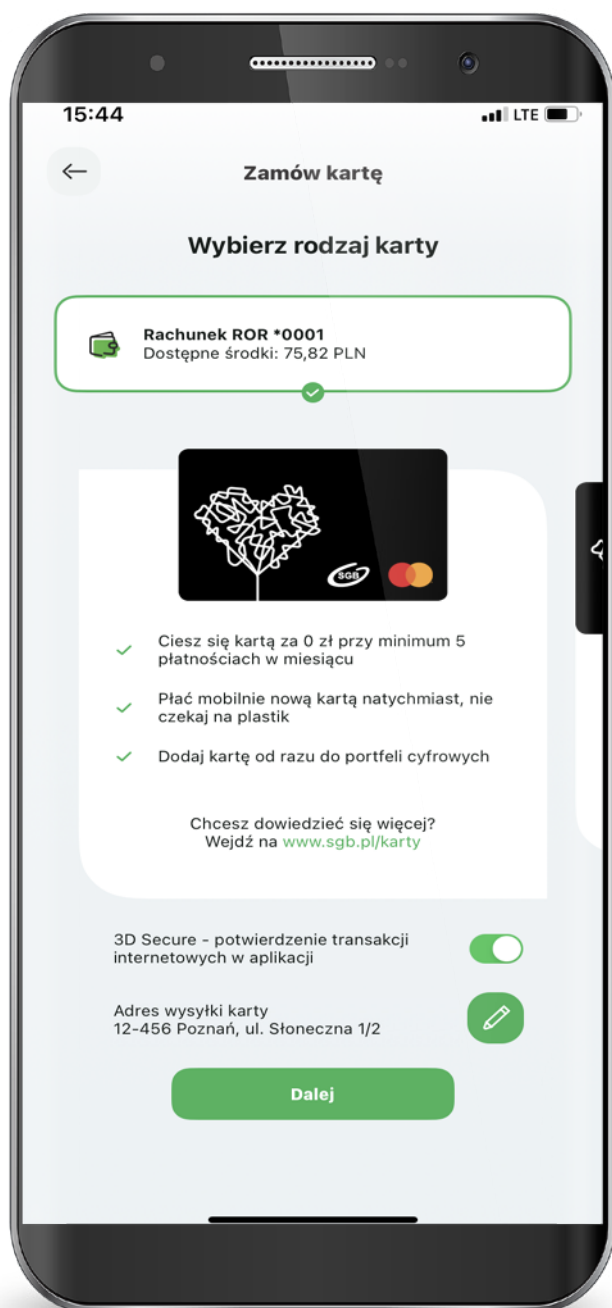 15:44
LTE
Zamów kartę
Wybierz rodzaj karty
Rachunek ROR *0001
Dostępne środki: 75,82 PLN
SGB
Ciesz się kartą za 0 zł przy minimum 5
płatnościach w miesiącu
Płać mobilnie nową kartą natychmiast, nie
czekaj na plastik
Dodaj kartę od razu do portfeli cyfrowych
Chcesz dowiedzieć się więcej?
Wejdź na www.sgb.pl/karty
3D Secure - potwierdzenie transakcji
internetowych w aplikacji
Adres wysyłki karty
12-456 Poznań, ul. Słoneczna 1/2
Dalej